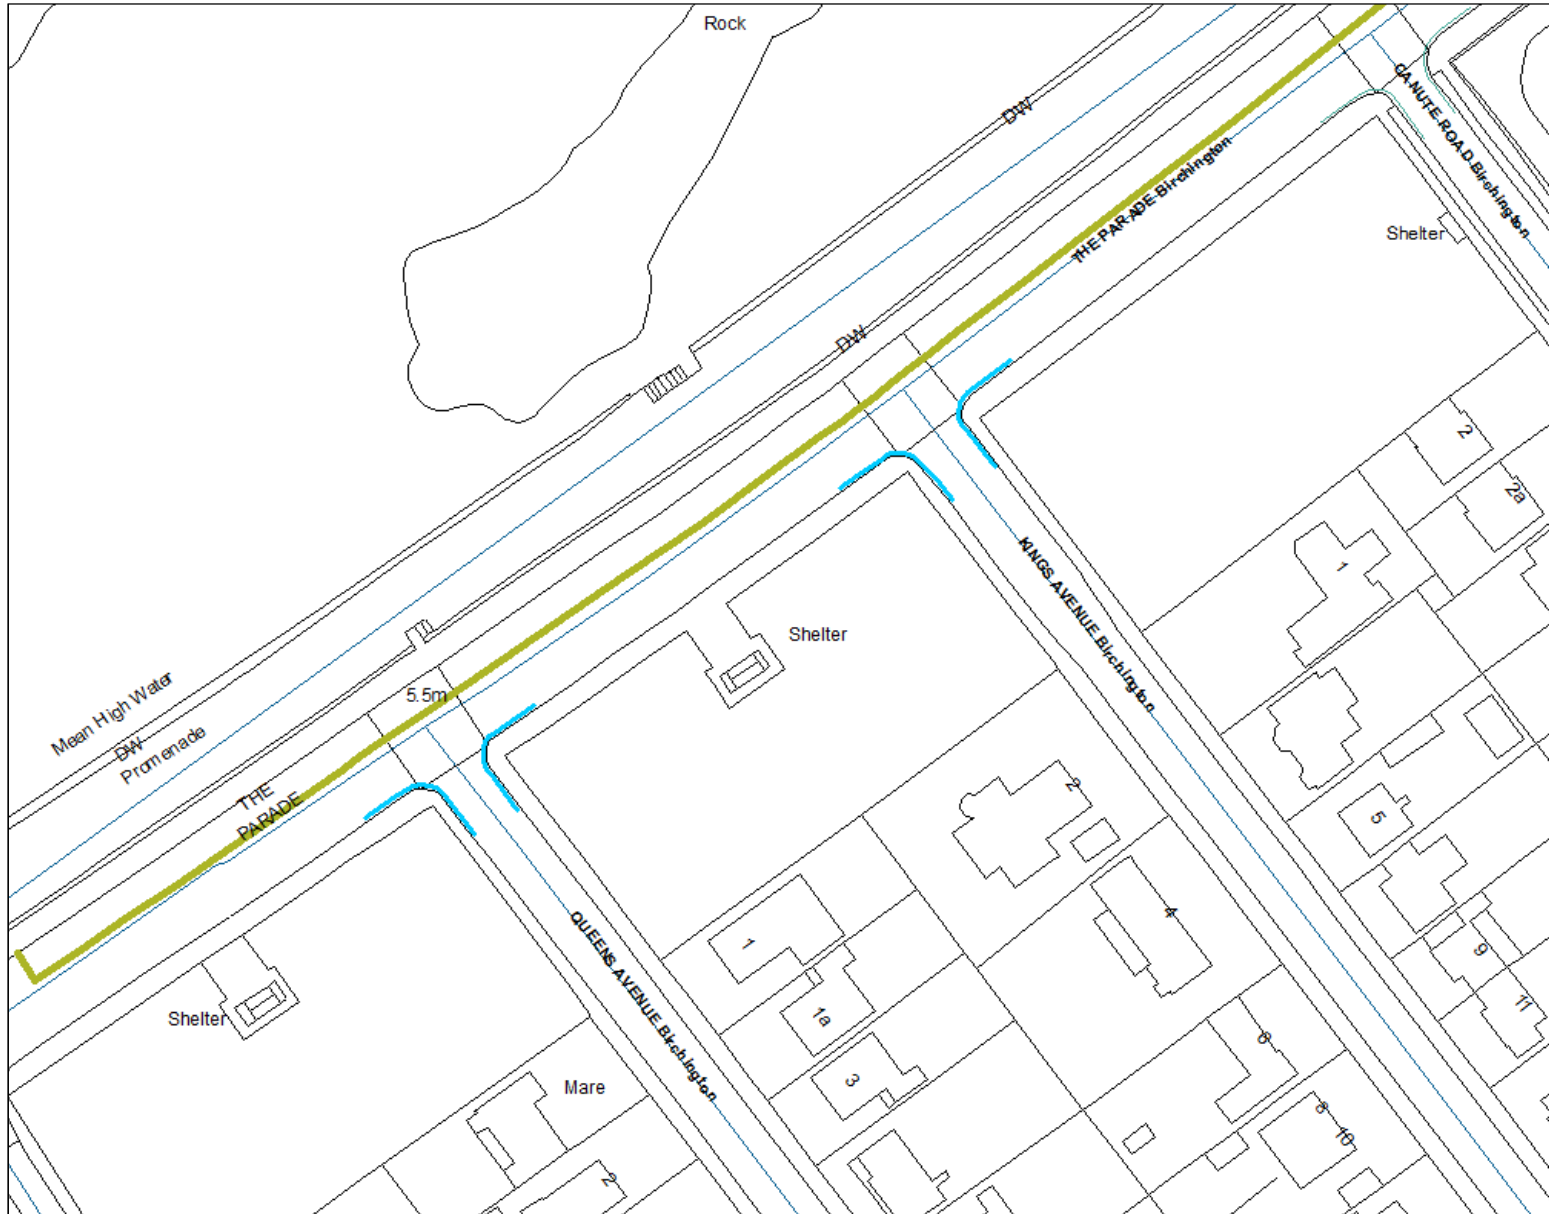 Rock
DW
CANUTE ROAD Birchington
THE PARADE Birchington
Shelter
DW
2
2a
1
KINGS AVENUE Birchington
Shelter
Mean High Water
DW
Promenade
5.5m
THE
PARADE
2
5
4
1
QUEENS AVENUE Birchington
1a
9
11
Shelter
3
6
Mare
8
10
2